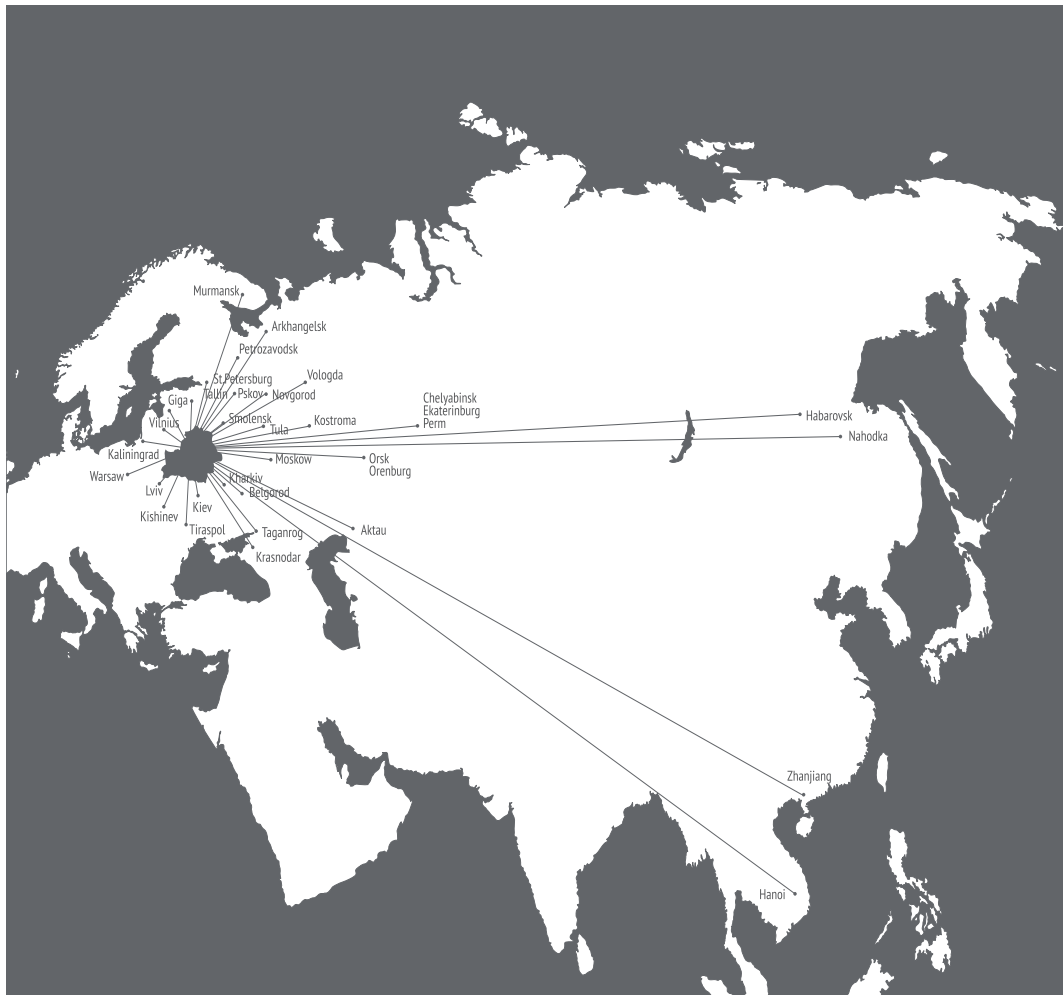 Murmansk
Arkhangelsk
Petrozavodsk
St.Petersburg
Vologda
Tallin
Pskov
Novgorod
Giga
Vilnius
Smolensk
Tula
Kostroma
Chelyabinsk
Ekaterinburg
Perm
Habarovsk
Nahodka
Kaliningrad
Moskow
Orsk
Orenburg
Warsaw
Lviv
Kharkiv
Belgorod
Kiev
Kishinev
Tiraspol
Taganrog
Aktau
Krasnodar
Zhanjiang
Hanoi